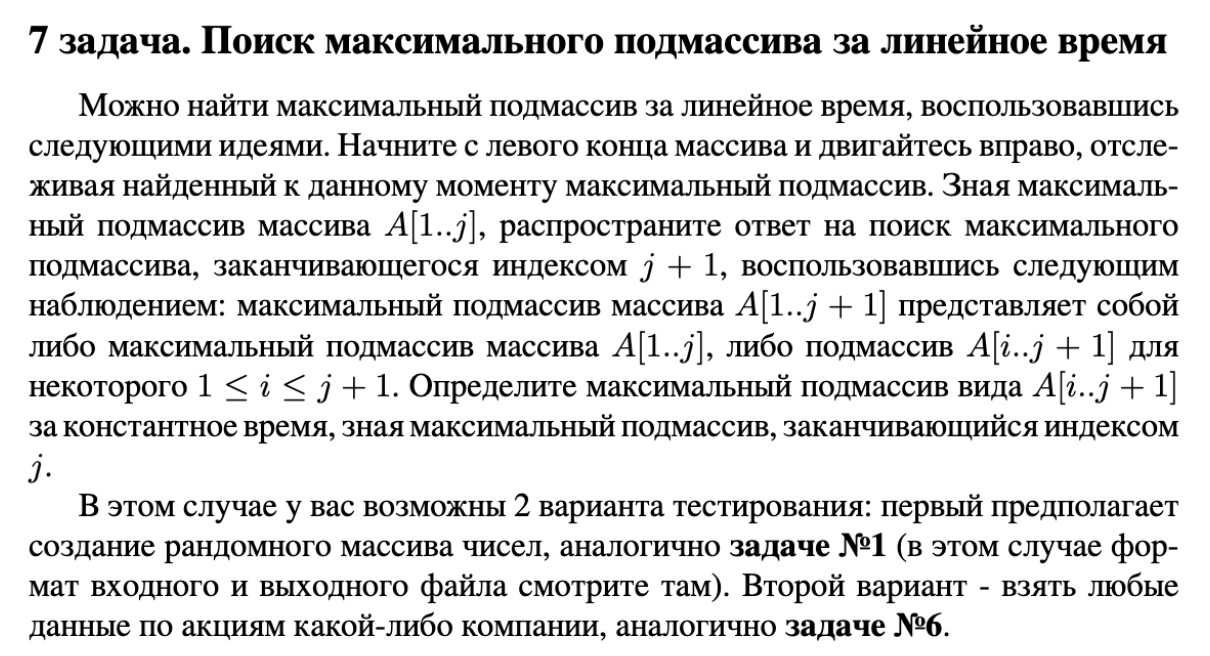 7 задача. Поиск максимального подмассива за линейное время
Можно найти максимальный подмассив за линейное время, воспользовавшись
следующими идеями. Начните с левого конца массива и двигайтесь вправо, отсле-
живая найденный к данному моменту максимальный подмассив. Зная максималь-
ный подмассив массива A[1..j], распространите ответ на поиск максимального
подмассива, заканчивающегося индексом j + 1, воспользовавшись следующим
наблюдением: максимальный подмассив массива A[1..j + 1] представляет собой
либо максимальный подмассив массива A[1..j], либо подмассив A[i..j + 1] для
некоторого 1 ≤ i ≤ j + 1. Определите максимальный подмассив вида A[i..j + 1]
за константное время, зная максимальный подмассив, заканчивающийся индексом
j.
В этом случае у вас возможны 2 варианта тестирования: первый предполагает
создание рандомного массива чисел, аналогично задаче №1 (в этом случае фор-
мат входного и выходного файла смотрите там). Второй вариант - взять любые
данные по акциям какой-либо компании, аналогично задаче №6.